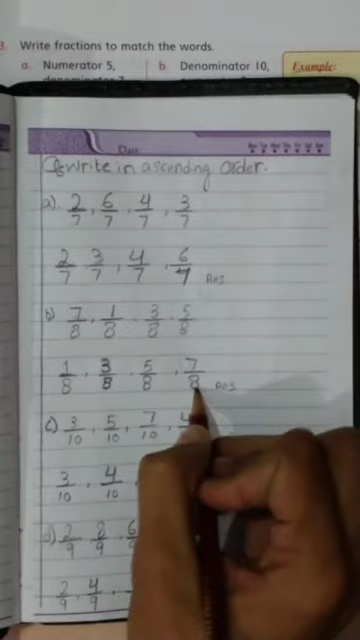 Write fractions to match the words.
a Numerator 5, b Denominator 10, Example:
Date
Q8 Write in ascending order.
a) 2/7, 6/7, 4/7, 3/7
2/7, 3/7, 4/7, 6/7 Ans
b) 7/8, 1/8, 3/8, 5/8
1/8, 3/8, 5/8, 7/8 Ans
c) 3/10, 5/10, 7/10,
3/10, 4/10,
d) 2/9 8/9,
2/9, 4/9,